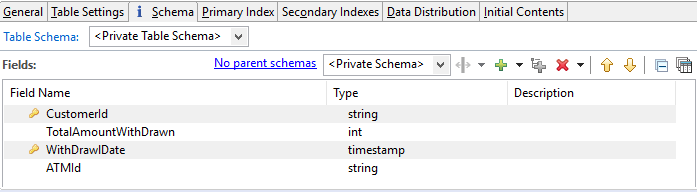 General Table Settings i Schema Primary Index Secondary Indexes Data Distribution Initial Contents
Table Schema: <Private Table Schema>
Fields: No parent schemas <Private Schema>
Field Name Type Description
CustomerId string
TotalAmountWithDrawn int
WithDrawlDate timestamp
ATMId string